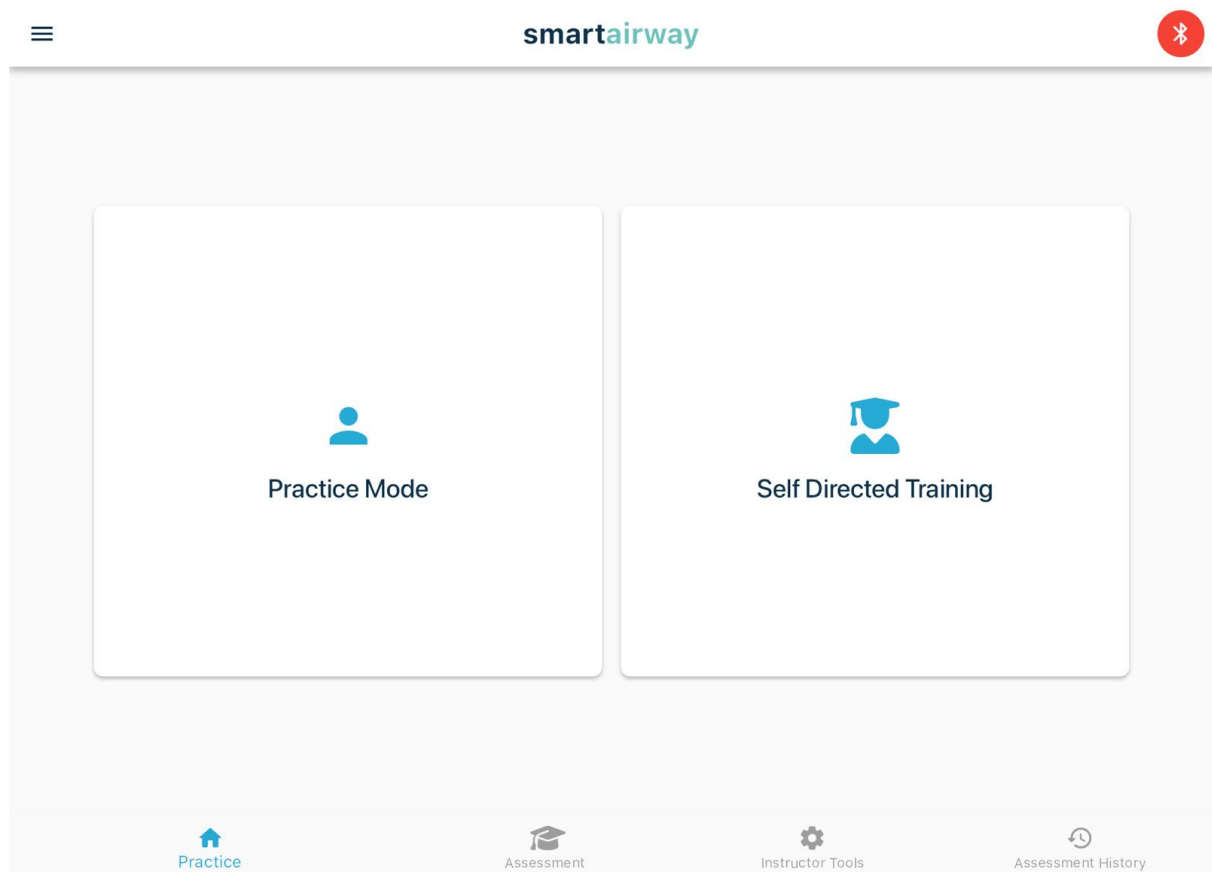 smartairway
Practice Mode
Self Directed Training
Practice
Assessment
Instructor Tools
Assessment History